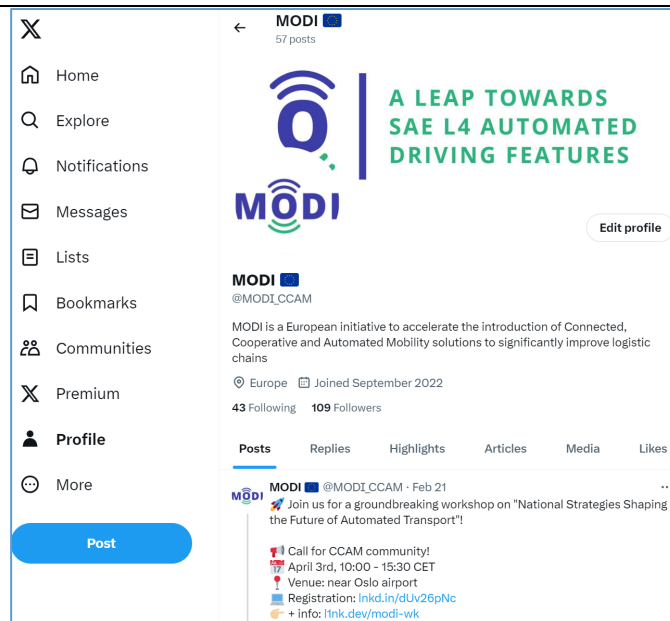 MODI 🇪🇺
57 posts
Home
Explore
Notifications
Messages
Lists
Bookmarks
Communities
Premium
Profile
More
Post
A LEAP TOWARDS
SAE L4 AUTOMATED
DRIVING FEATURES
MODI
Edit profile
MODI 🇪🇺
@MODI_CCAM
MODI is a European initiative to accelerate the introduction of Connected,
Cooperative and Automated Mobility solutions to significantly improve logistic
chains
Europe Joined September 2022
43 Following 109 Followers
Posts Replies Highlights Articles Media Likes
MODI
MODI 🇪🇺 @MODI_CCAM · Feb 21
🚀 Join us for a groundbreaking workshop on "National Strategies Shaping
the Future of Automated Transport"!
📢 Call for CCAM community!
📅 April 3rd, 10:00 - 15:30 CET
📍 Venue: near Oslo airport
💻 Registration: lnkd.in/dUv26pNc
👉 + info: l1nk.dev/modi-wk